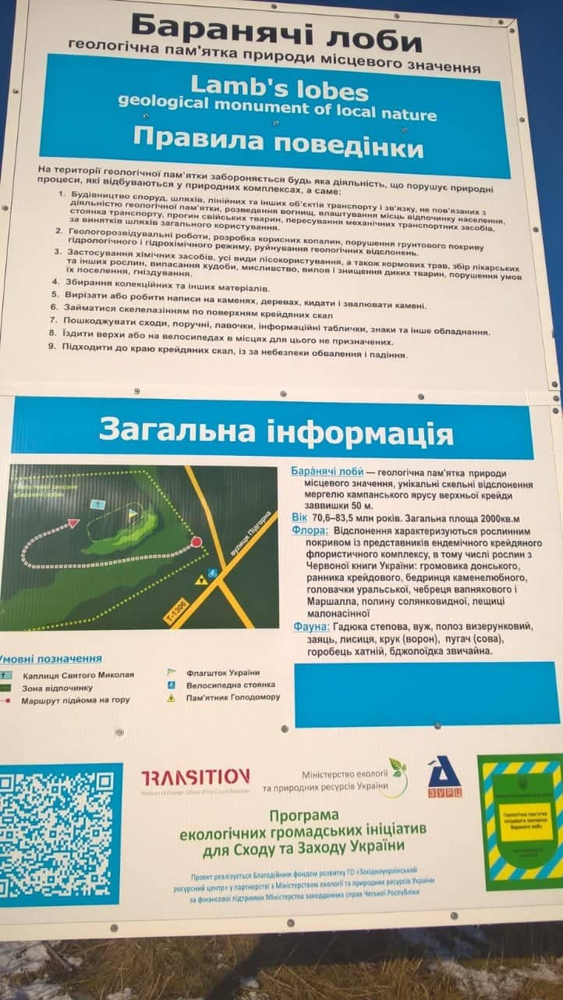 Баранячі лоби
геологічна пам'ятка природи місцевого значення
Lamb's lobes
geological monument of local nature
Правила поведінки
На території геологічної пам'ятки забороняється будь яка діяльність, що порушує природні
процеси, які відбуваються у природних комплексах, а саме:
1. Будівництво споруд, шляхів, лінійних та інших об'єктів транспорту і зв'язку, не пов'язаних з
діяльністю геологічної пам'ятки, розведення вогнищ, влаштування місць відпочинку населення,
стоянка транспорту, прогин свійських тварин, пересування механічних транспортних засобів,
за винятків шляхів загального користування.
2. Геологорозвідувальні роботи, розробка корисних копалин, порушення грунтового покриву
гідрологічного і гідрохімічного режиму, руйнування геологічних відслонень.
3. Застосування хімічних засобів, усі види лісокористування, а також кормових трав, збір лікарських
та інших рослин, випасання худоби, мисливство, вилов і знищення диких тварин, порушення умов
їх поселення, гніздування.
4. Збирання колекційних та інших матеріалів.
5. Вирізати або робити написи на каменях, деревах, кидати і звалювати камені.
6. Займатися скелелазінням по поверхням крейдяних скал
7. Пошкоджувати сходи, поручні, лавочки, інформаційні таблички, знаки та інше обладнання.
8. Їздити верхи або на велосипедах в місцях для цього не призначених.
9. Підходити до краю крейдяних скал, із за небезпеки обвалення і падіння.
Загальна інформація
Геологічний заказник
«Баранячі лоби»
вулиця Підгорна
Т-1306
Бара́нячі лоби́ — геологічна пам'ятка природи
місцевого значення, унікальні скельні відслонення
мергелю кампанського ярусу верхньої крейди
заввишки 50 м.
Вік 70,6–83,5 млн років. Загальна площа 2000кв.м
Флора: Відслонення характеризуються рослинним
покривом із представників ендемічного крейдяного
флористичного комплексу, в тому числі рослин з
Червоної книги України: громовика донського,
ранника крейдового, бедринця каменелюбного,
головачки уральської, чебреця вапнякового і
Маршалла, полину солянковидної, лещиці
малонасінної
Фауна: Гадюка степова, вуж, полоз визерунковий,
заяць, лисиця, крук (ворон), пугач (сова),
горобець хатній, бджолоїдка звичайна.
Умовні позначення
Каплиця Святого Миколая
Зона відпочинку
Маршрут підйома на гору
Флагшток України
Велосипедна стоянка
Пам'ятник Голодомору
TRANSITION
Ministry of Foreign Affairs of the Czech Republic
Міністерство екології
та природних ресурсів України
ЗУРЦ
Програма
екологічних громадських ініціатив
для Сходу та Заходу України
Проект реалізується Благодійним фондом розвитку ГО «Західноукраїнський
ресурсний центр» у партнерстві з Міністерством екології та природних ресурсів України
за фінансової підтримки Міністерства закордонних справ Чеської Республіки
Геологічна пам'ятка
місцевого значення
Баранячі лоби